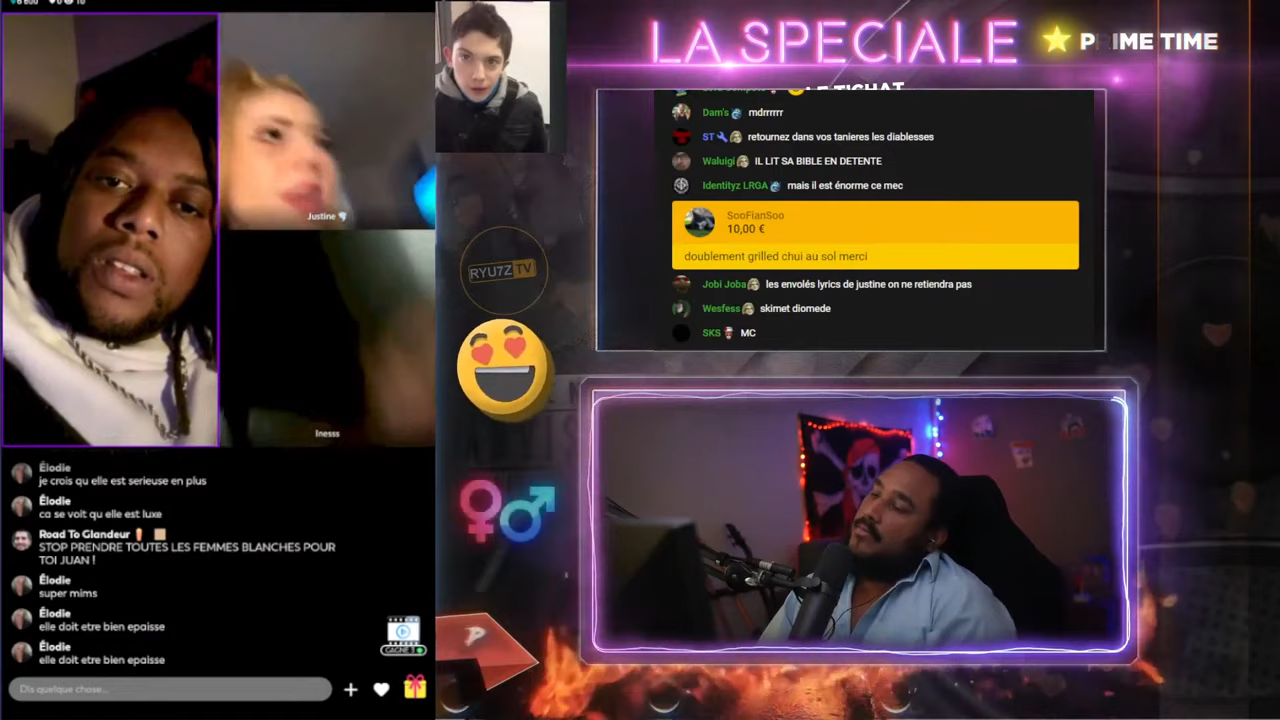 Justine
Inesss
Élodie
je crois qu elle est serieuse en plus
Élodie
ca se voit qu elle est luxe
Road To Glandeur
STOP PRENDRE TOUTES LES FEMMES BLANCHES POUR
TOI JUAN !
Élodie
super mims
Élodie
elle doit etre bien epaisse
Élodie
elle doit etre bien epaisse
GAGNE
Dis quelque chose...
RYU7Z TV
P
LA SPECIALE
PRIME TIME
LE TICHAT
Dam's mdrrrrrr
ST retournez dans vos tanieres les diablesses
Waluigi IL LIT SA BIBLE EN DETENTE
Identityz LRGA mais il est énorme ce mec
SooFianSoo
10,00 €
doublement grilled chui au sol merci
Jobi Joba les envolés lyrics de justine on ne retiendra pas
Wesfess skimet diomede
SKS MC